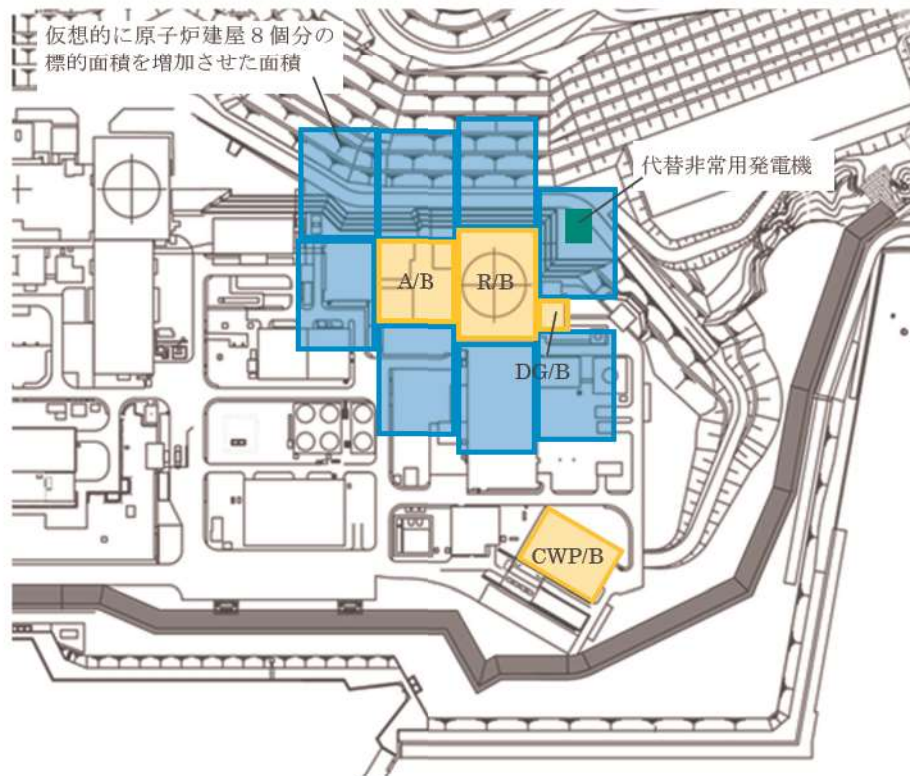 仮想的に原子炉建屋８個分の
標的面積を増加させた面積
代替非常用発電機
A/B
R/B
DG/B
CWP/B